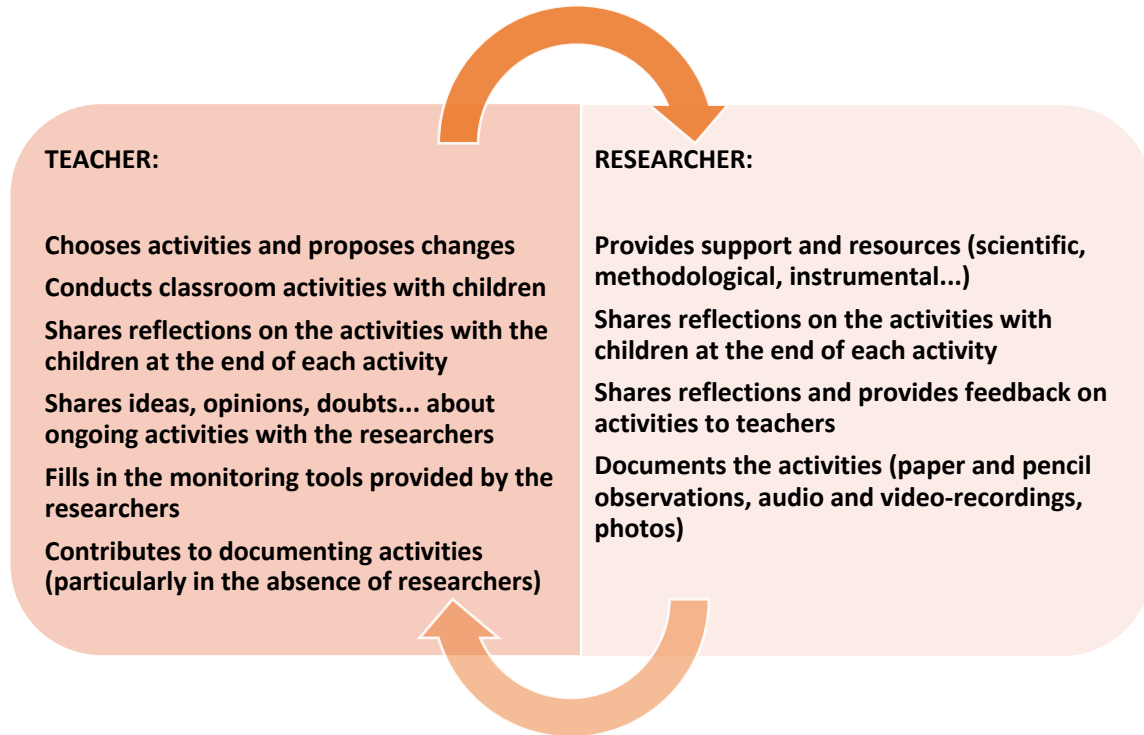 TEACHER:
Chooses activities and proposes changes
Conducts classroom activities with children
Shares reflections on the activities with the
children at the end of each activity
Shares ideas, opinions, doubts... about
ongoing activities with the researchers
Fills in the monitoring tools provided by the
researchers
Contributes to documenting activities
(particularly in the absence of researchers)
RESEARCHER:
Provides support and resources (scientific,
methodological, instrumental...)
Shares reflections on the activities with
children at the end of each activity
Shares reflections and provides feedback on
activities to teachers
Documents the activities (paper and pencil
observations, audio and video-recordings,
photos)